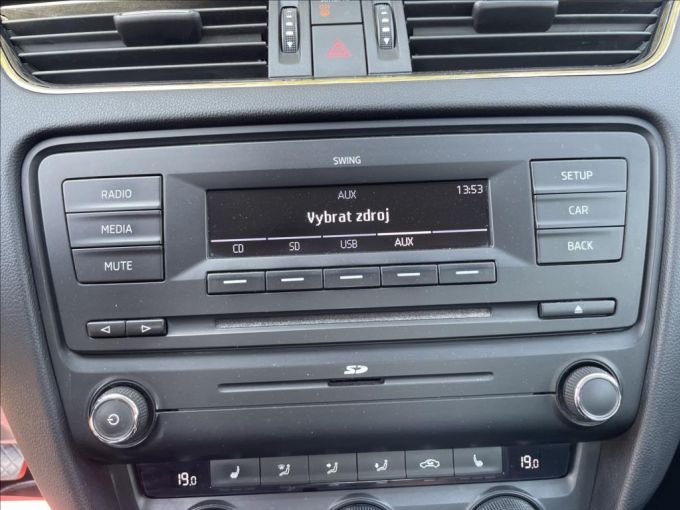 SWING
RADIO
MEDIA
MUTE
AUX 13:53
Vybrat zdroj
CD SD USB AUX
SETUP
CAR
BACK
SD
19.0 19.0